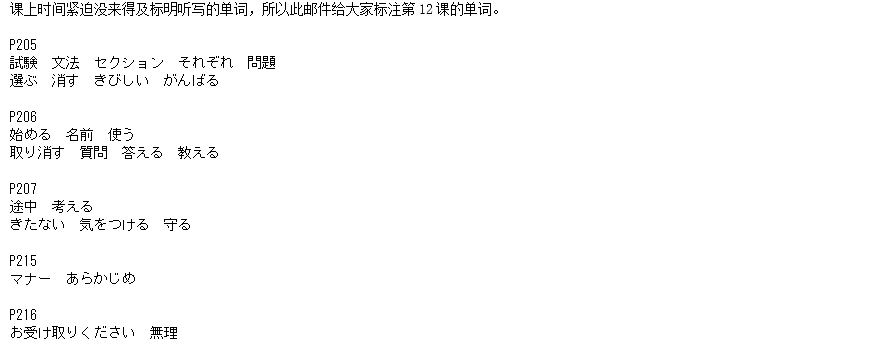 课上时间紧迫没来得及标明听写的单词，所以此邮件给大家标注第12课的单词。
P205
試験　文法　セクション　それぞれ　問題
選ぶ　消す　きびしい　がんばる
P206
始める　名前　使う
取り消す　質問　答える　教える
P207
途中　考える
きたない　気をつける　守る
P215
マナー　あらかじめ
P216
お受け取りください　無理